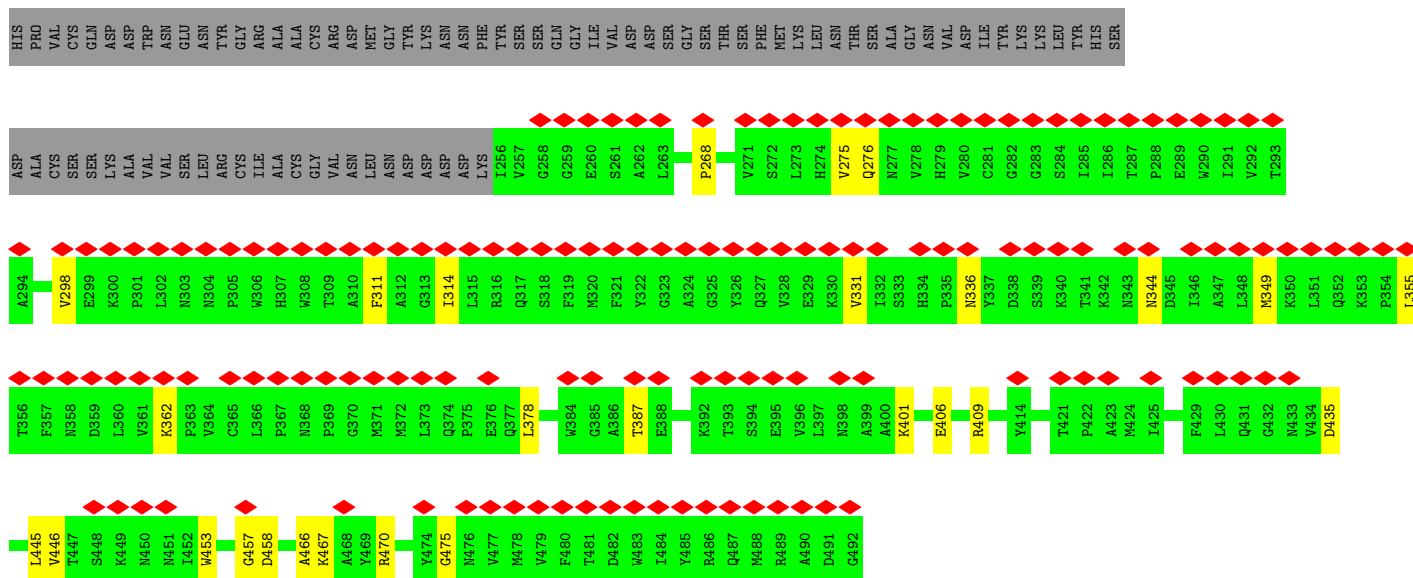 HIS PRO VAL CYS GLN ASP ASP TRP ASN GLU ASN TYR GLY ARG ALA ALA CYS ARG ASP MET GLY TYR LYS ASN ASN PHE TYR SER SER GLN GLY ILE VAL ASP ASP SER GLY SER THR SER PHE MET LYS LEU ASN THR SER ALA GLY ASN VAL ASP ILE TYR LYS LYS LEU TYR HIS SER
ASP ALA CYS SER SER LYS ALA VAL VAL SER LEU ARG CYS ILE ALA CYS GLY VAL ASN LEU ASN ASP ASP ASP ASP LYS I256 V257 G258 G259 E260 S261 A262 L263 P268 V271 S272 L273 H274 V275 Q276 N277 V278 H279 V280 C281 G282 G283 S284 I285 I286 T287 P288 E289 W290 I291 V292 T293
A294 V298 E299 K300 P301 L302 N303 N304 P305 W306 H307 W308 T309 A310 F311 A312 G313 I314 L315 R316 Q317 S318 F319 M320 F321 Y322 G323 A324 G325 Y326 Q327 V328 E329 K330 V331 I332 S333 H334 P335 N336 Y337 D338 S339 K340 T341 K342 N343 N344 D345 I346 A347 L348 M349 K350 L351 Q352 K353 P354 L355
T356 F357 N358 D359 L360 V361 K362 P363 V364 C365 L366 P367 N368 P369 G370 M371 M372 L373 Q374 P375 E376 Q377 L378 W384 G385 A386 T387 E388 K392 T393 S394 E395 V396 L397 N398 A399 A400 K401 E406 R409 Y414 T421 P422 A423 M424 I425 F429 L430 Q431 G432 N433 V434 D435
L445 V446 T447 S448 K449 N450 N451 I452 W453 G457 D458 A466 K467 A468 Y469 R470 Y474 G475 N476 V477 M478 V479 F480 T481 D482 W483 I484 Y485 R486 Q487 M488 R489 A490 D491 G492